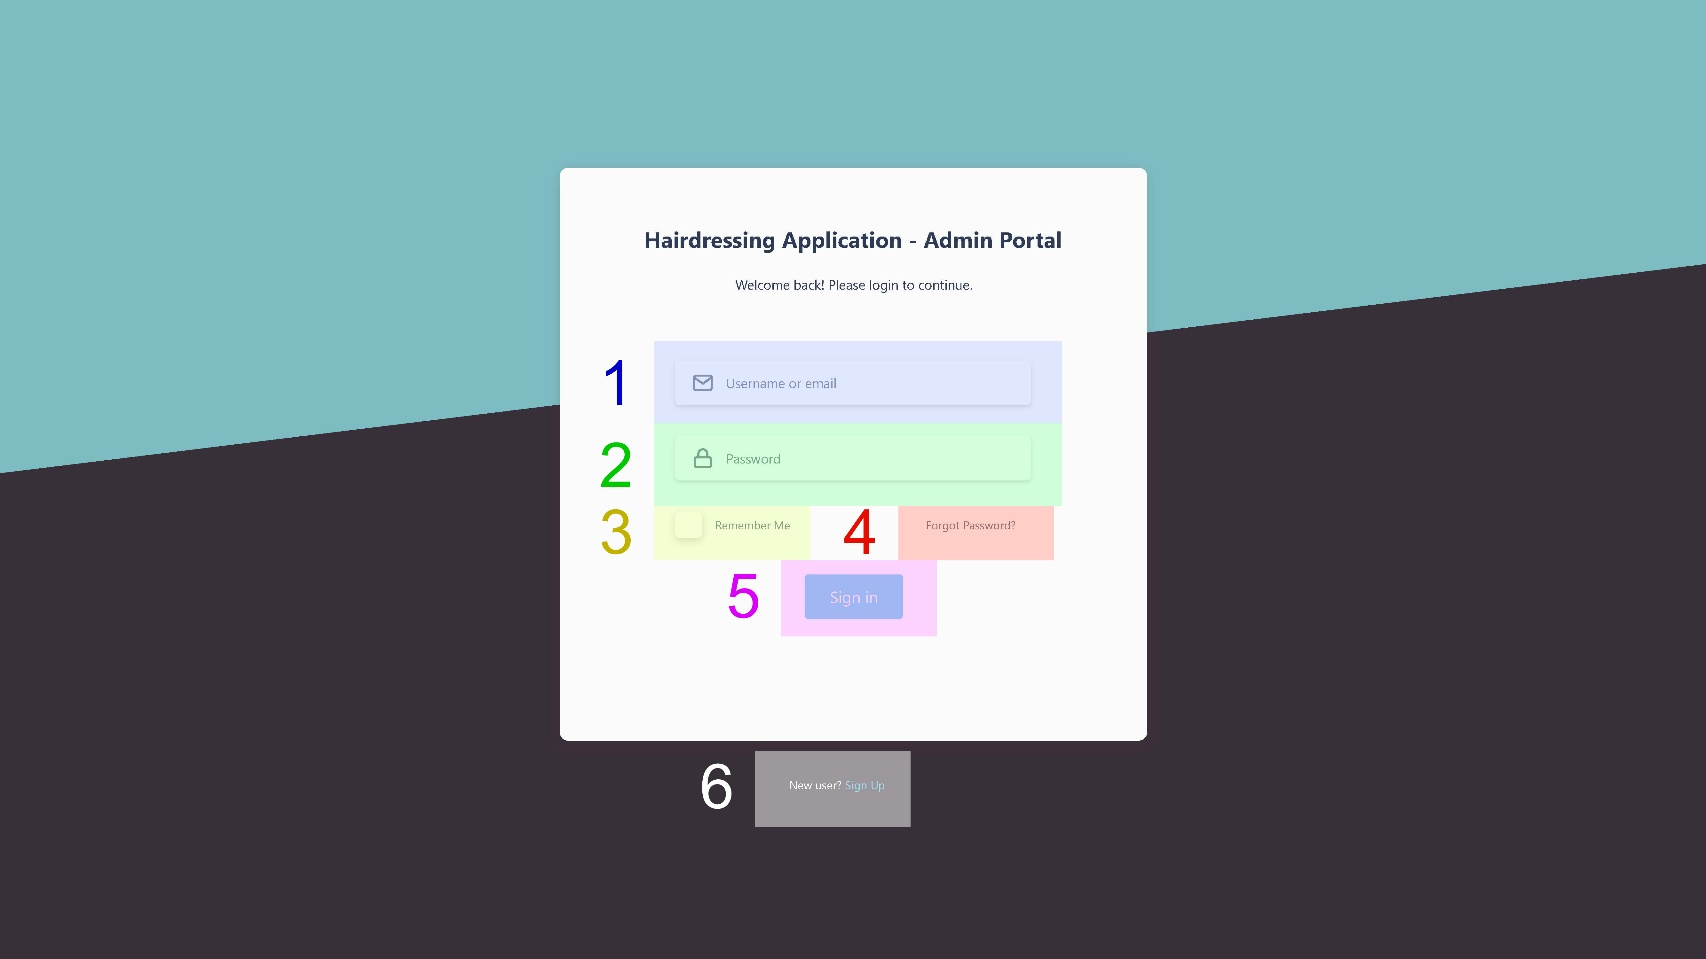 Hairdressing Application - Admin Portal
Welcome back! Please login to continue.
1 Username or email
2 Password
3 Remember Me 4 Forgot Password?
5 Sign in
6 New user? Sign Up